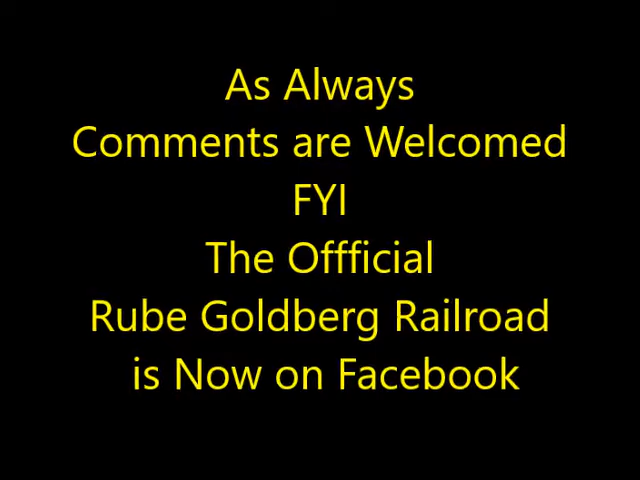 As Always
Comments are Welcomed
FYI
The Offficial
Rube Goldberg Railroad
is Now on Facebook